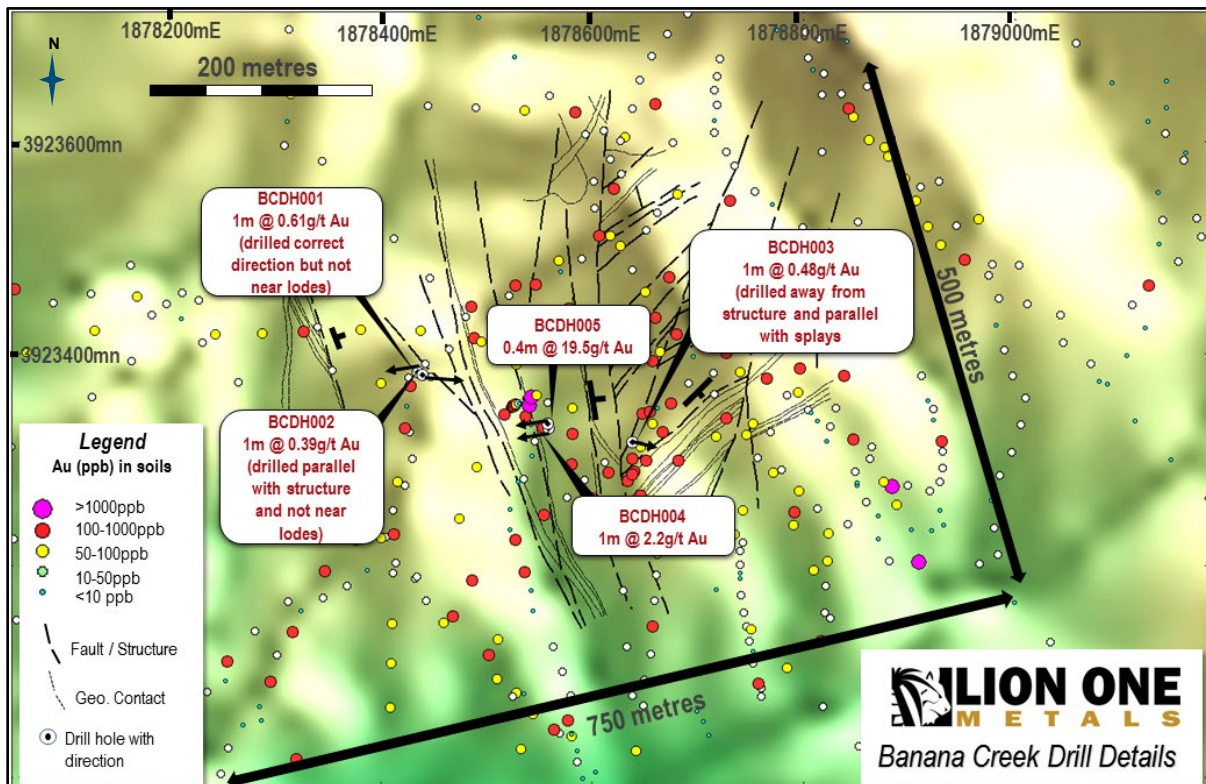 1878200mE
1878400mE
1878600mE
1878800mE
1879000mE
N
200 metres
3923600mn
BCDH001
1m @ 0.61g/t Au
(drilled correct
direction but not
near lodes)
BCDH003
1m @ 0.48g/t Au
(drilled away from
structure and parallel
with splays
500 metres
BCDH005
0.4m @ 19.5g/t Au
3923400mn
BCDH002
1m @ 0.39g/t Au
(drilled parallel
with structure
and not near
lodes)
BCDH004
1m @ 2.2g/t Au
Legend
Au (ppb) in soils
>1000ppb
100-1000ppb
50-100ppb
10-50ppb
<10 ppb
Fault / Structure
Geo. Contact
Drill hole with
direction
750 metres
LION ONE
METALS
Banana Creek Drill Details